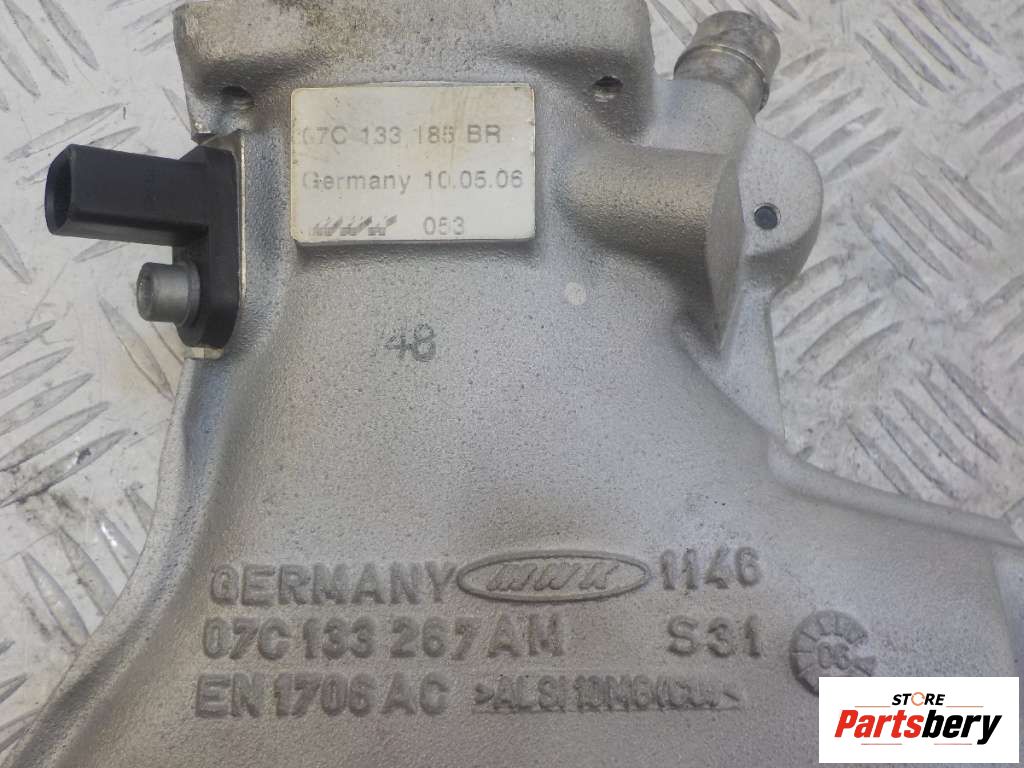 07C 133 185 BR
Germany 10.05.06
053
48
GERMANY 1146
07C 133 267 AM S31
EN 1706 AC
06
STORE
Partsbery